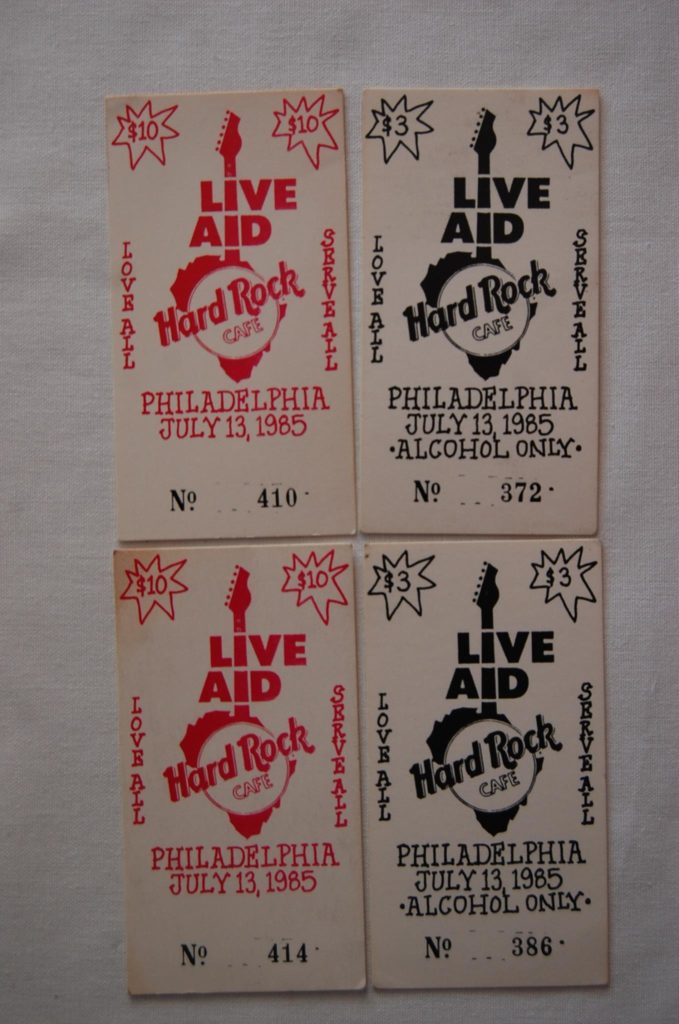 $10 $10
LIVE
AID
LOVE ALL
SERVE ALL
Hard Rock
CAFE
PHILADELPHIA
JULY 13, 1985
Nº 410
$3 $3
LIVE
AID
LOVE ALL
SERVE ALL
Hard Rock
CAFE
PHILADELPHIA
JULY 13, 1985
·ALCOHOL ONLY·
Nº 372
$10 $10
LIVE
AID
LOVE ALL
SERVE ALL
Hard Rock
CAFE
PHILADELPHIA
JULY 13, 1985
Nº 414
$3 $3
LIVE
AID
LOVE ALL
SERVE ALL
Hard Rock
CAFE
PHILADELPHIA
JULY 13, 1985
·ALCOHOL ONLY·
Nº 386